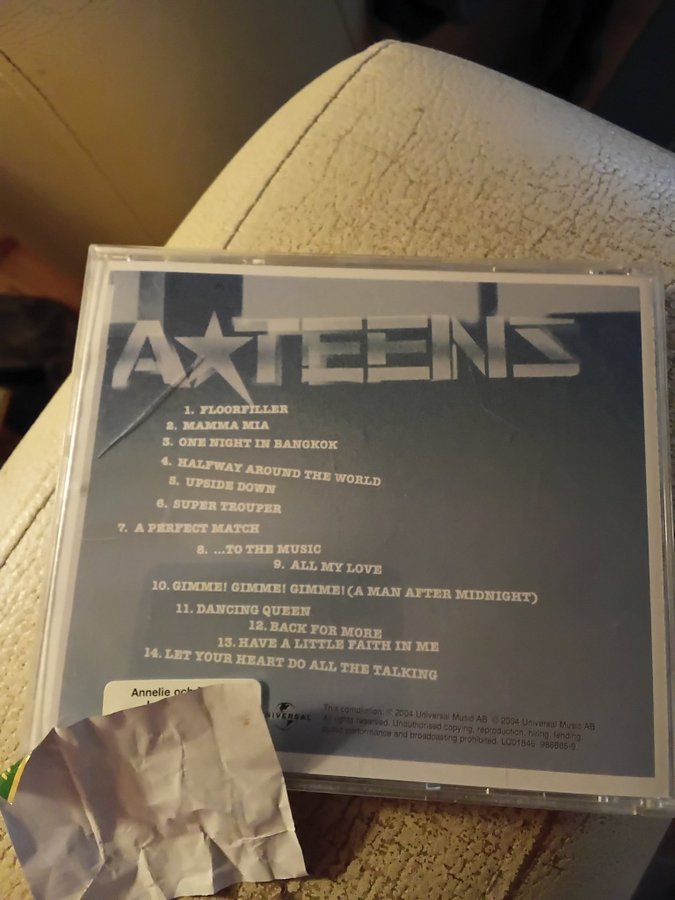 A★TEENS
1. FLOORFILLER
2. MAMMA MIA
3. ONE NIGHT IN BANGKOK
4. HALFWAY AROUND THE WORLD
5. UPSIDE DOWN
6. SUPER TROUPER
7. A PERFECT MATCH
8. ...TO THE MUSIC
9. ALL MY LOVE
10. GIMME! GIMME! GIMME! (A MAN AFTER MIDNIGHT)
11. DANCING QUEEN
12. BACK FOR MORE
13. HAVE A LITTLE FAITH IN ME
14. LET YOUR HEART DO ALL THE TALKING
Annelie och
UNIVERSAL
This compilation: ℗ 2004 Universal Music AB. © 2004 Universal Music AB
All rights reserved. Unauthorised copying, reproduction, hiring, lending,
public performance and broadcasting prohibited. LC01846